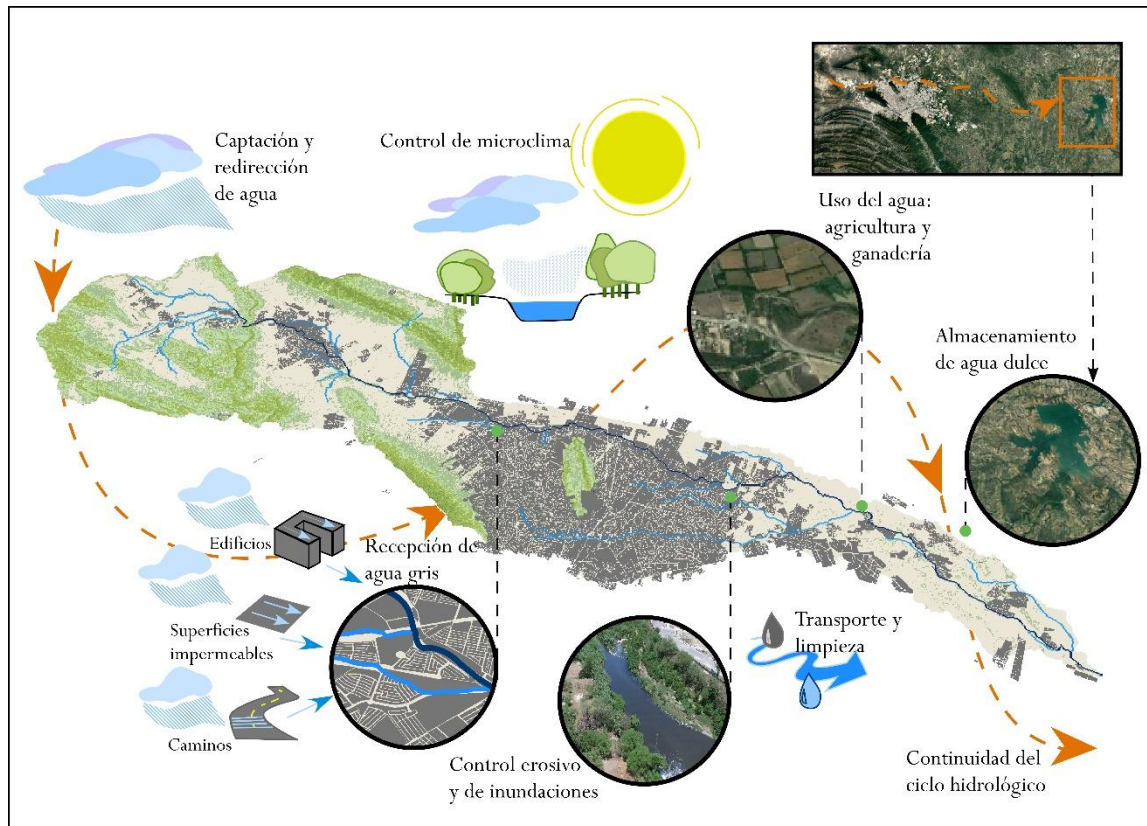 Captación y
redirección
de agua
Control de microclima
Uso del agua:
agricultura y
ganadería
Almacenamiento
de agua dulce
Edificios
Recepción de
agua gris
Superficies
impermeables
Caminos
Control erosivo
y de inundaciones
Transporte y
limpieza
Continuidad del
ciclo hidrológico